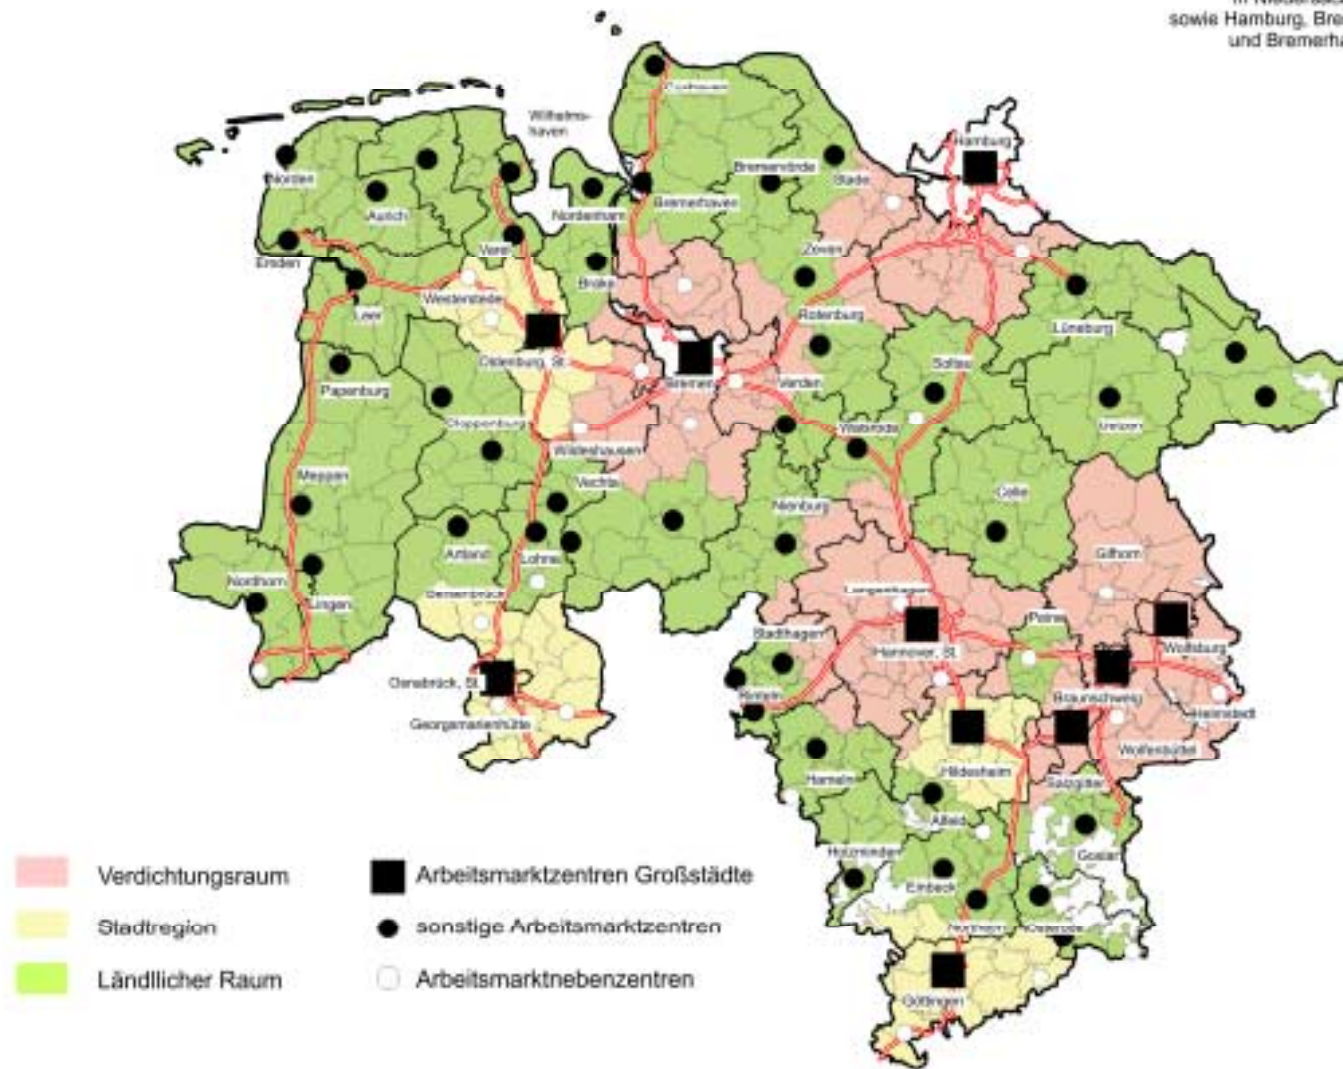 sowie Hamburg, Bre
und Bremerha
Wilhelms-
haven
Hamburg
Norden
Bremervörde
Stade
Aurich
Nordenham
Bremerhaven
Emden
Varel
Zeven
Brake
Westerstede
Leer
Rotenburg
Lüneburg
Oldenburg, St.
Soltau
Papenburg
Bremen
Verden
Cloppenburg
Walsrode
Uelzen
Wildeshausen
Meppen
Vechta
Celle
Nienburg
Artland
Lohne
Gifhorn
Nordhorn
Lingen
Bersenbrück
Langenhagen
Peine
Stadthagen
Hannover, St.
Wolfsburg
Osnabrück, St.
Rinteln
Braunschweig
Helmstedt
Georgsmarienhütte
Wolfenbüttel
Hameln
Hildesheim
Salzgitter
Alfeld
Holzminden
Goslar
Einbeck
Northeim
Göttingen
Verdichtungsraum
Stadtregion
Ländllicher Raum
Arbeitsmarktzentren Großstädte
sonstige Arbeitsmarktzentren
Arbeitsmarktnebenzentren